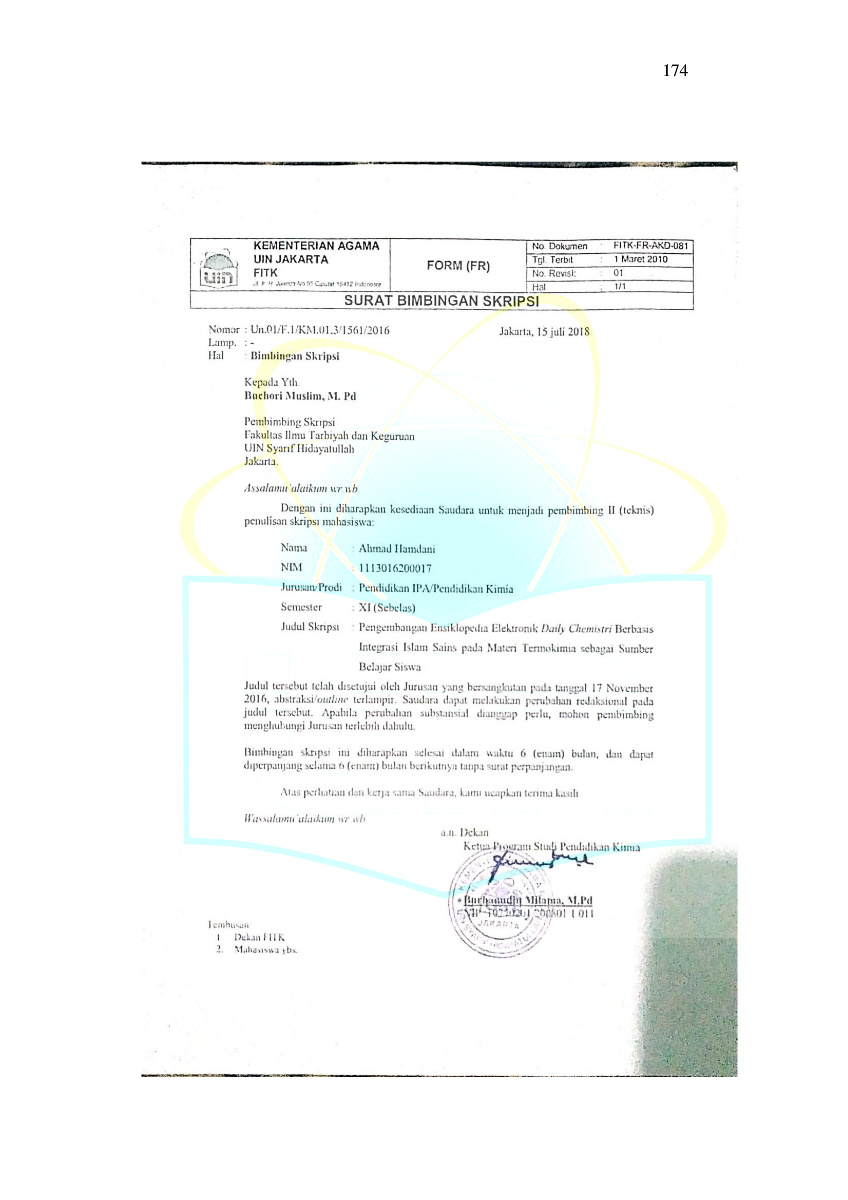 174
KEMENTERIAN AGAMA
UIN JAKARTA
FITK
Jl. Ir. H. Juanda No 95 Ciputat 15412 Indonesia
FORM (FR)
No. Dokumen : FITK-FR-AKD-081
Tgl. Terbit : 1 Maret 2010
No. Revisi: : 01
Hal : 1/1
SURAT BIMBINGAN SKRIPSI
Nomor : Un.01/F.1/KM.01.3/1561/2016
Jakarta, 15 juli 2018
Lamp. : -
Hal : Bimbingan Skripsi
Kepada Yth.
Buchori Muslim, M. Pd
Pembimbing Skripsi
Fakultas Ilmu Tarbiyah dan Keguruan
UIN Syarif Hidayatullah
Jakarta.
Assalamu'alaikum wr.wb
Dengan ini diharapkan kesediaan Saudara untuk menjadi pembimbing II (teknis)
penulisan skripsi mahasiswa:
Nama : Ahmad Hamdani
NIM : 1113016200017
Jurusan/Prodi : Pendidikan IPA/Pendidikan Kimia
Semester : XI (Sebelas)
Judul Skripsi : Pengembangan Ensiklopedia Elektronik Daily Chemistri Berbasis
Integrasi Islam Sains pada Materi Termokimia sebagai Sumber
Belajar Siswa
Judul tersebut telah disetujui oleh Jurusan yang bersangkutan pada tanggal 17 November
2016, abstraksi/outline terlampir. Saudara dapat melakukan perubahan redaksional pada
judul tersebut. Apabila perubahan substansial dianggap perlu, mohon pembimbing
menghubungi Jurusan terlebih dahulu.
Bimbingan skripsi ini diharapkan selesai dalam waktu 6 (enam) bulan, dan dapat
diperpanjang selama 6 (enam) bulan berikutnya tanpa surat perpanjangan.
Atas perhatian dan kerja sama Saudara, kami ucapkan terima kasih
Wassalamu'alaikum wr.wb
a.n. Dekan
Ketua Program Studi Pendidikan Kimia
Burhanudin Milama, M.Pd
NIP 19770201 200801 1 011
JAKARTA
Tembusan
1 Dekan FITK
2. Mahasiswa ybs.